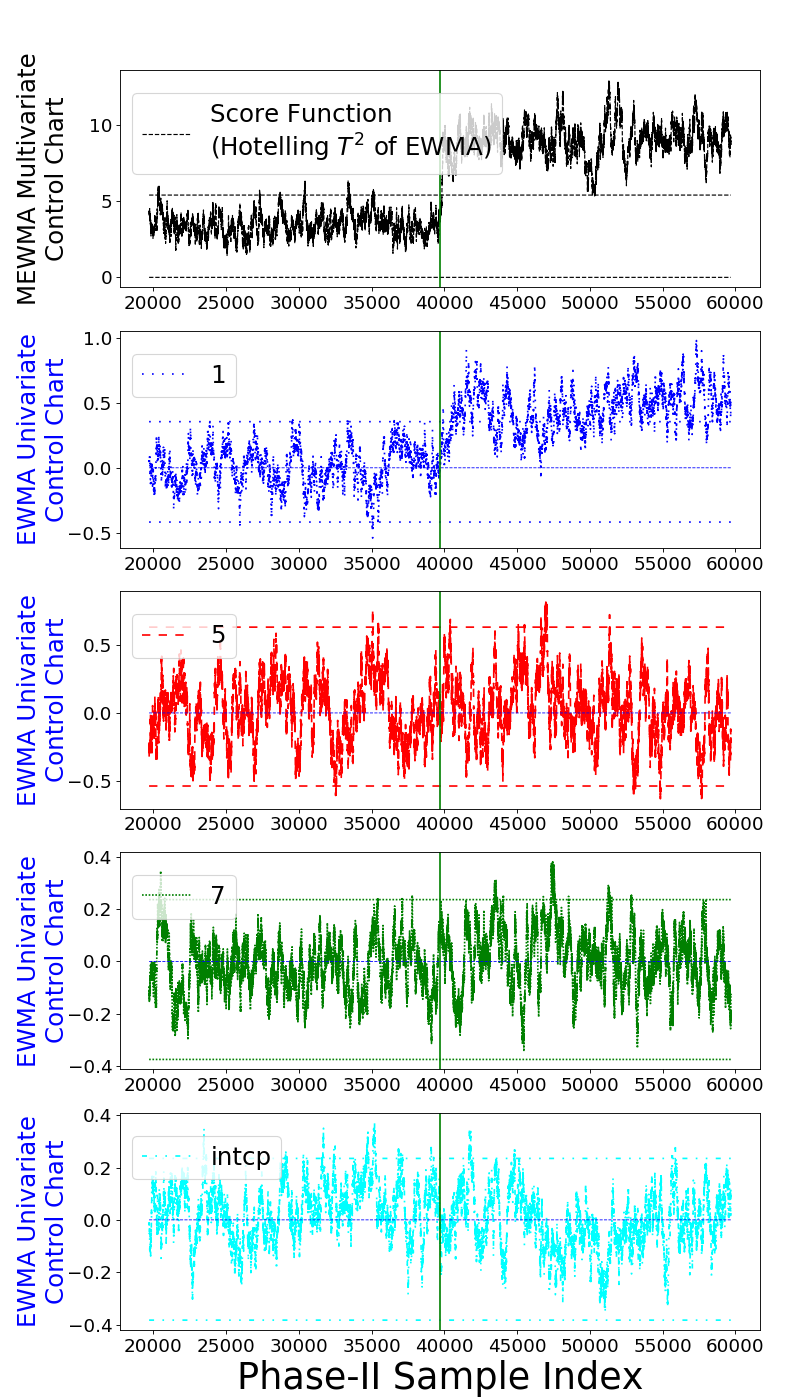 MEWMA Multivariate
Control Chart
Score Function
(Hotelling T² of EWMA)
10
5
0
20000 25000 30000 35000 40000 45000 50000 55000 60000
EWMA Univariate
Control Chart
1
1.0
0.5
0.0
−0.5
20000 25000 30000 35000 40000 45000 50000 55000 60000
EWMA Univariate
Control Chart
5
0.5
0.0
−0.5
20000 25000 30000 35000 40000 45000 50000 55000 60000
EWMA Univariate
Control Chart
7
0.4
0.2
0.0
−0.2
−0.4
20000 25000 30000 35000 40000 45000 50000 55000 60000
EWMA Univariate
Control Chart
intcp
0.4
0.2
0.0
−0.2
−0.4
20000 25000 30000 35000 40000 45000 50000 55000 60000
Phase-II Sample Index